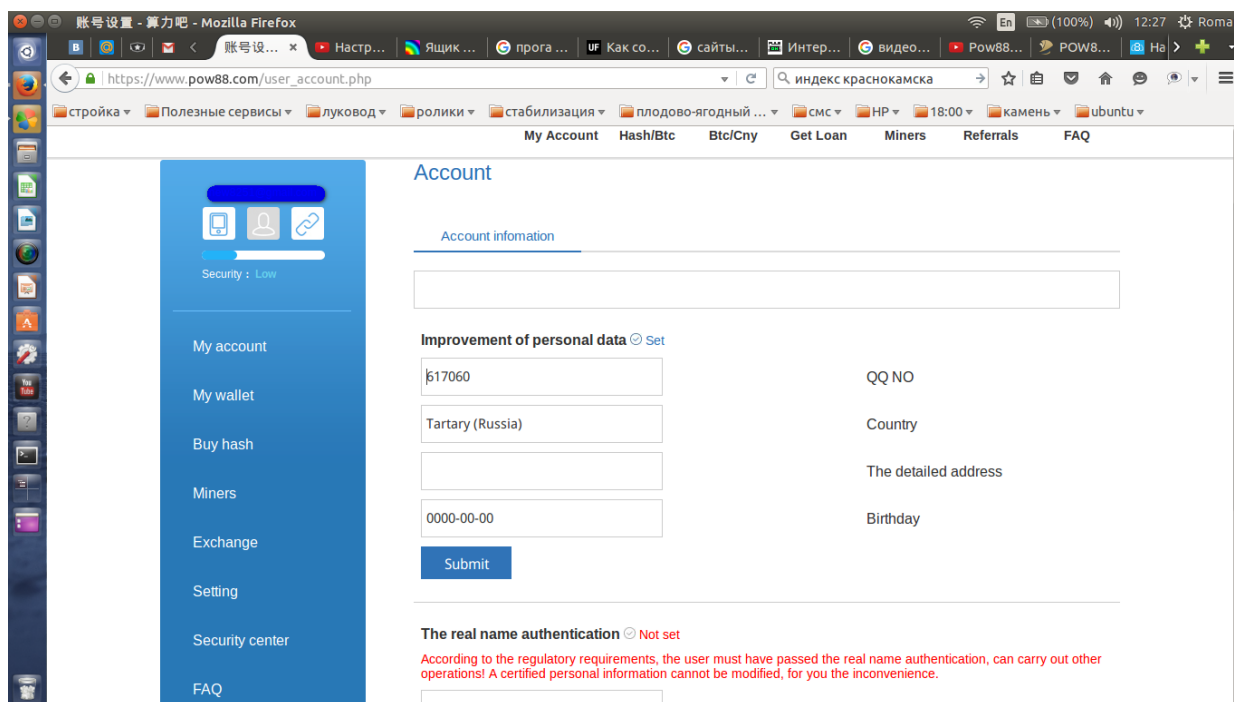 账号设置 - 算力吧 - Mozilla Firefox
En (100%) 12:27 Roma
账号设... × Настр... Ящик ... прога ... Как со... сайты... Интер... видео... Pow88... POW8... На
https://www.pow88.com/user_account.php индекс краснокамска
стройка Полезные сервисы луковод ролики стабилизация плодово-ягодный ... смс НР 18:00 камень ubuntu
My Account Hash/Btc Btc/Cny Get Loan Miners Referrals FAQ
Account
Account infomation
Security： Low
Improvement of personal data Set
617060 QQ NO
Tartary (Russia) Country
The detailed address
0000-00-00 Birthday
Submit
My account
My wallet
Buy hash
Miners
Exchange
Setting
Security center
FAQ
The real name authentication Not set
According to the regulatory requirements, the user must have passed the real name authentication, can carry out other
operations! A certified personal information cannot be modified, for you the inconvenience.